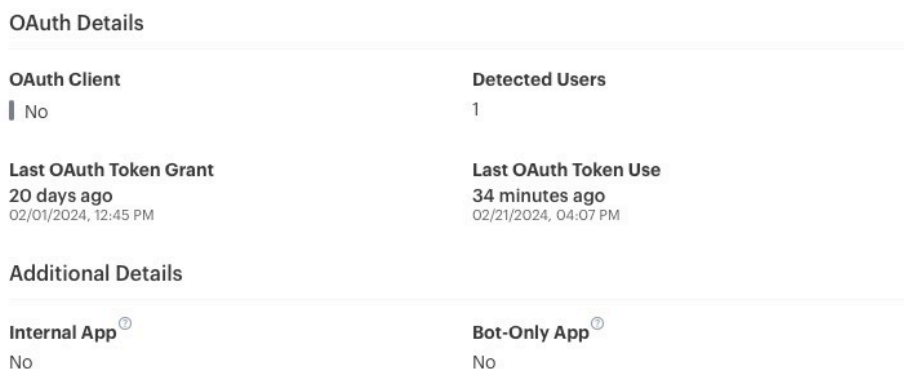 OAuth Details
OAuth Client
Detected Users
No
1
Last OAuth Token Grant
Last OAuth Token Use
20 days ago
34 minutes ago
02/01/2024, 12:45 PM
02/21/2024, 04:07 PM
Additional Details
Internal App ?
Bot-Only App ?
No
No